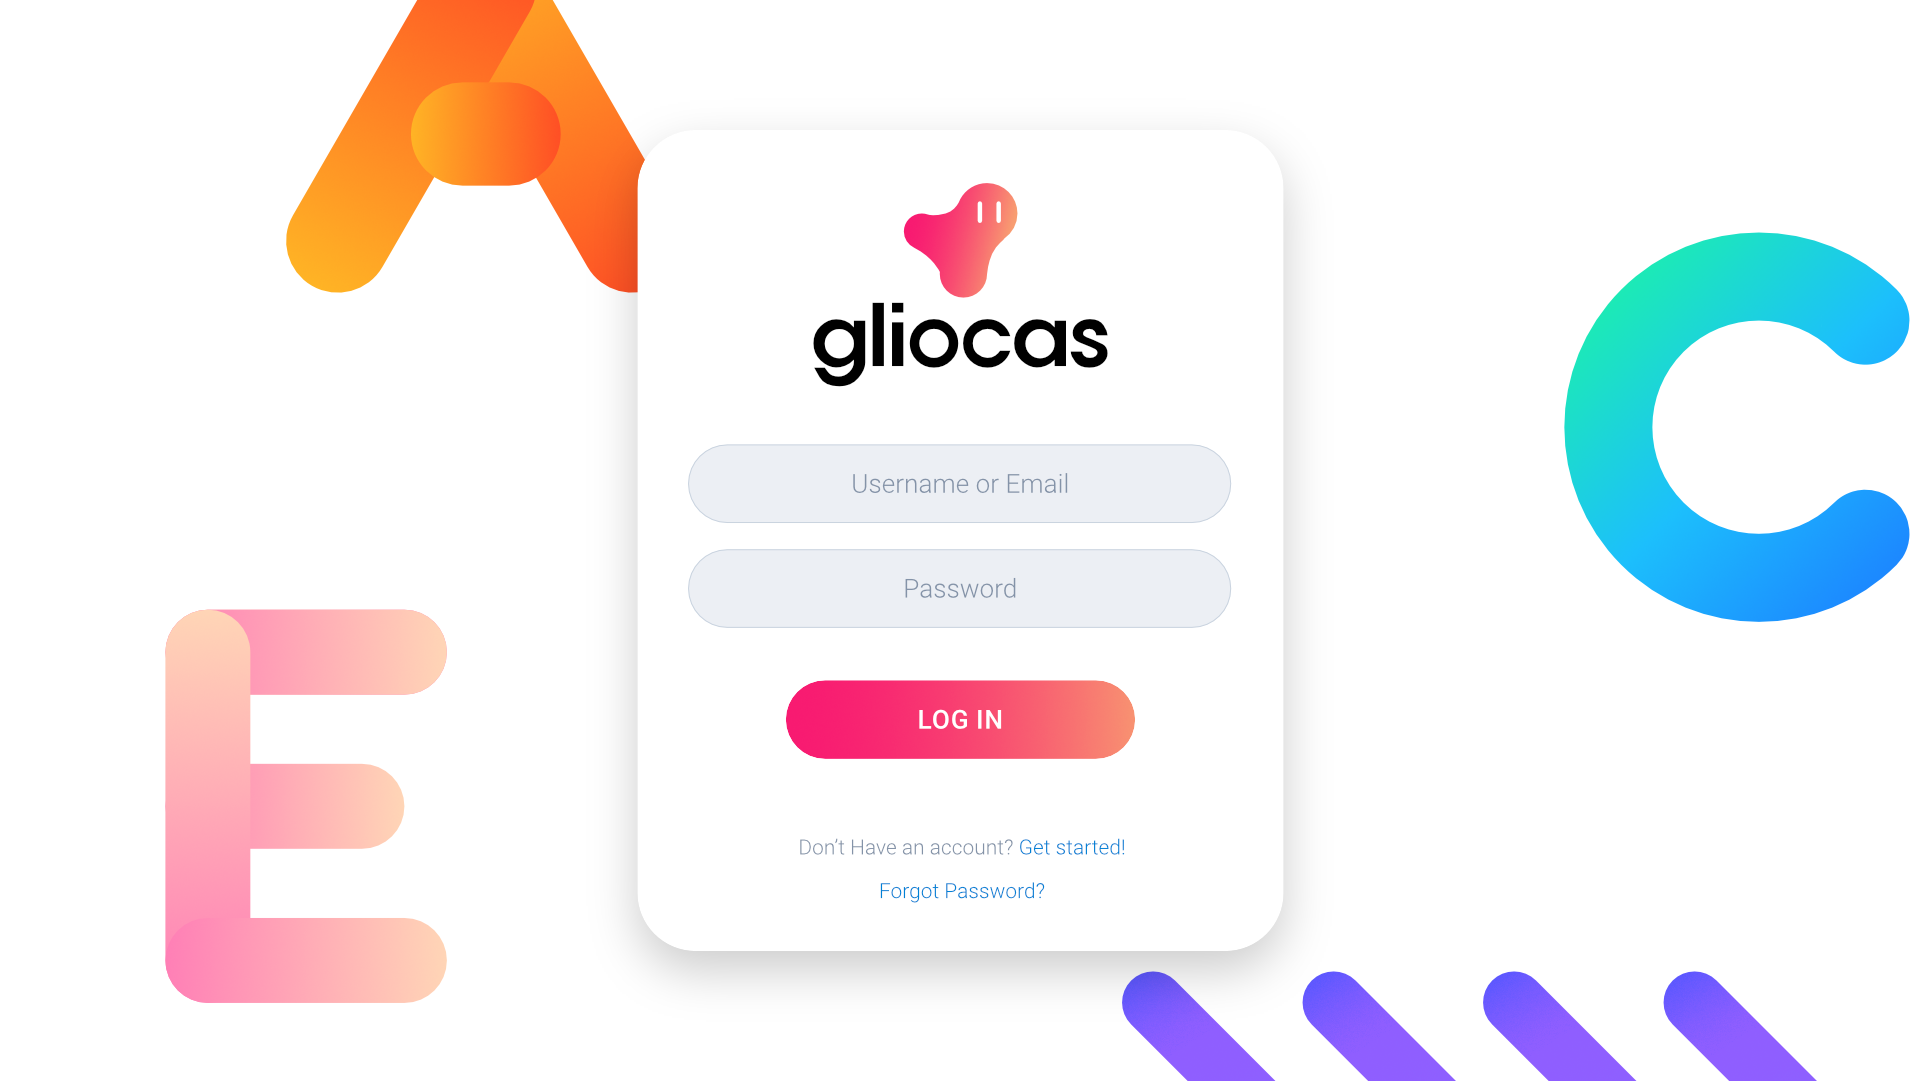 A
C
E
gliocas
Username or Email
Password
LOG IN
Don't Have an account? Get started!
Forgot Password?